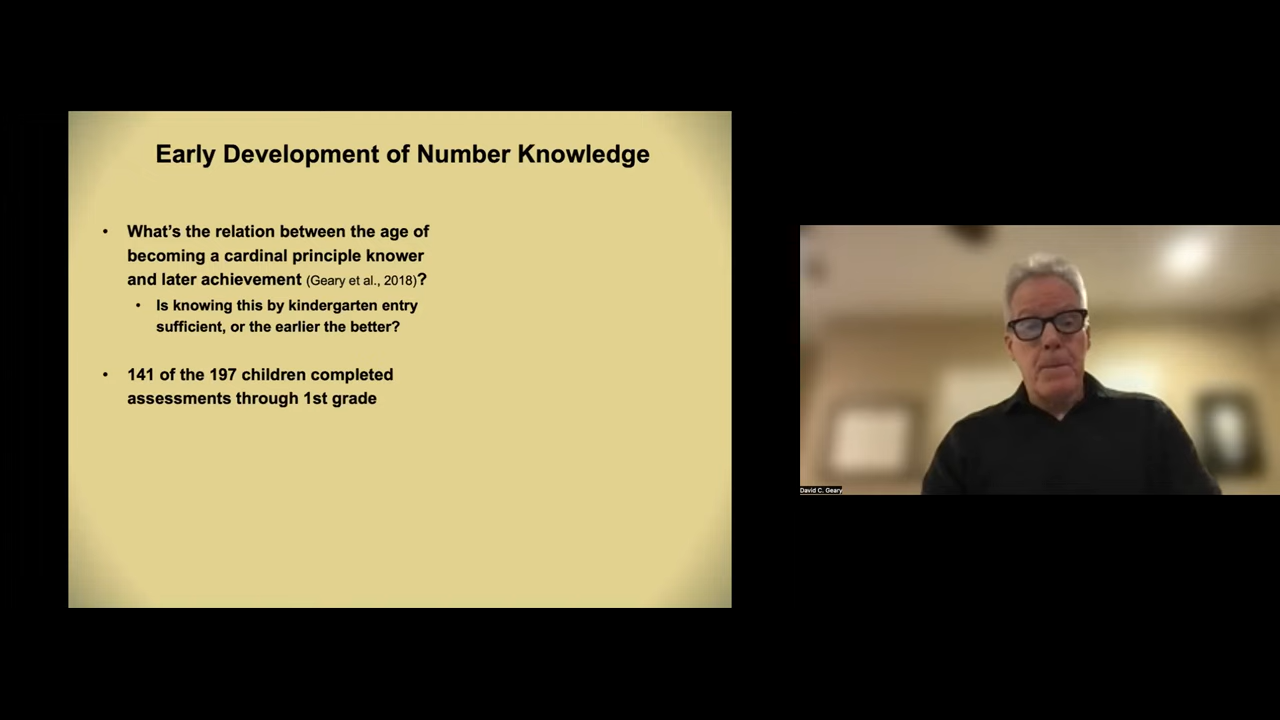 Early Development of Number Knowledge
• What's the relation between the age of
becoming a cardinal principle knower
and later achievement (Geary et al., 2018)?
• Is knowing this by kindergarten entry
sufficient, or the earlier the better?
• 141 of the 197 children completed
assessments through 1st grade
David C. Geary